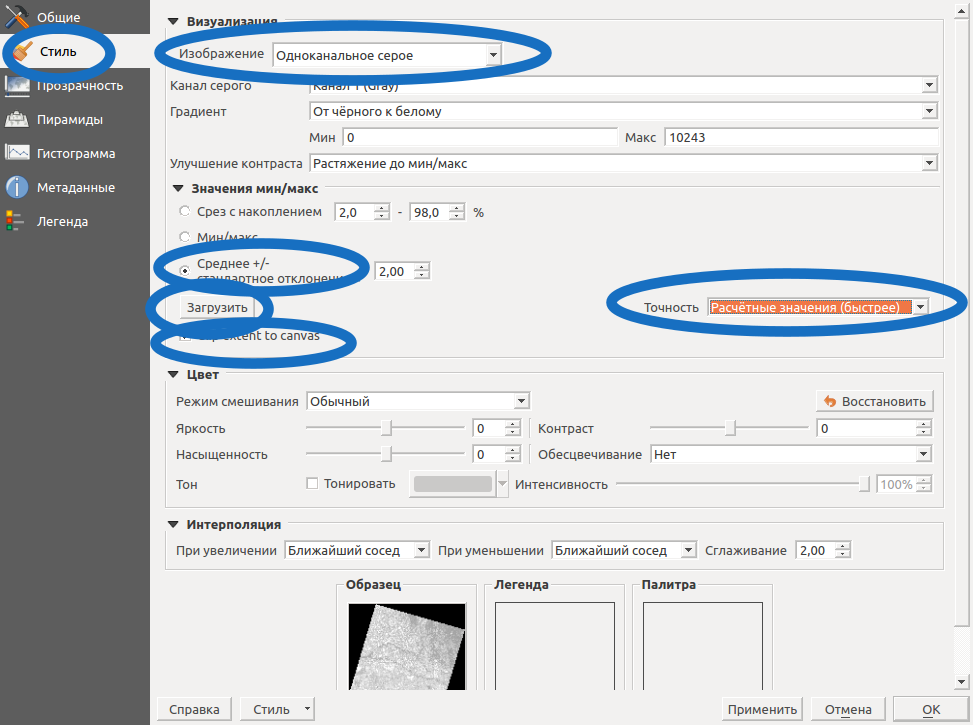 Общие
Стиль
Прозрачность
Пирамиды
Гистограмма
Метаданные
Легенда
Визуализация
Изображение Одноканальное серое
Канал серого Канал 1 (Gray)
Градиент От чёрного к белому
Мин 0 Макс 10243
Улучшение контраста Растяжение до мин/макс
Значения мин/макс
Срез с накоплением 2,0 - 98,0 %
Мин/макс
Среднее +/-
стандартное отклонение 2,00
Загрузить Точность Расчётные значения (быстрее)
Clip extent to canvas
Цвет
Режим смешивания Обычный Восстановить
Яркость 0 Контраст 0
Насыщенность 0 Обесцвечивание Нет
Тон Тонировать Интенсивность 100%
Интерполяция
При увеличении Ближайший сосед При уменьшении Ближайший сосед Сглаживание 2,00
Образец Легенда Палитра
Справка Стиль Применить Отмена OK